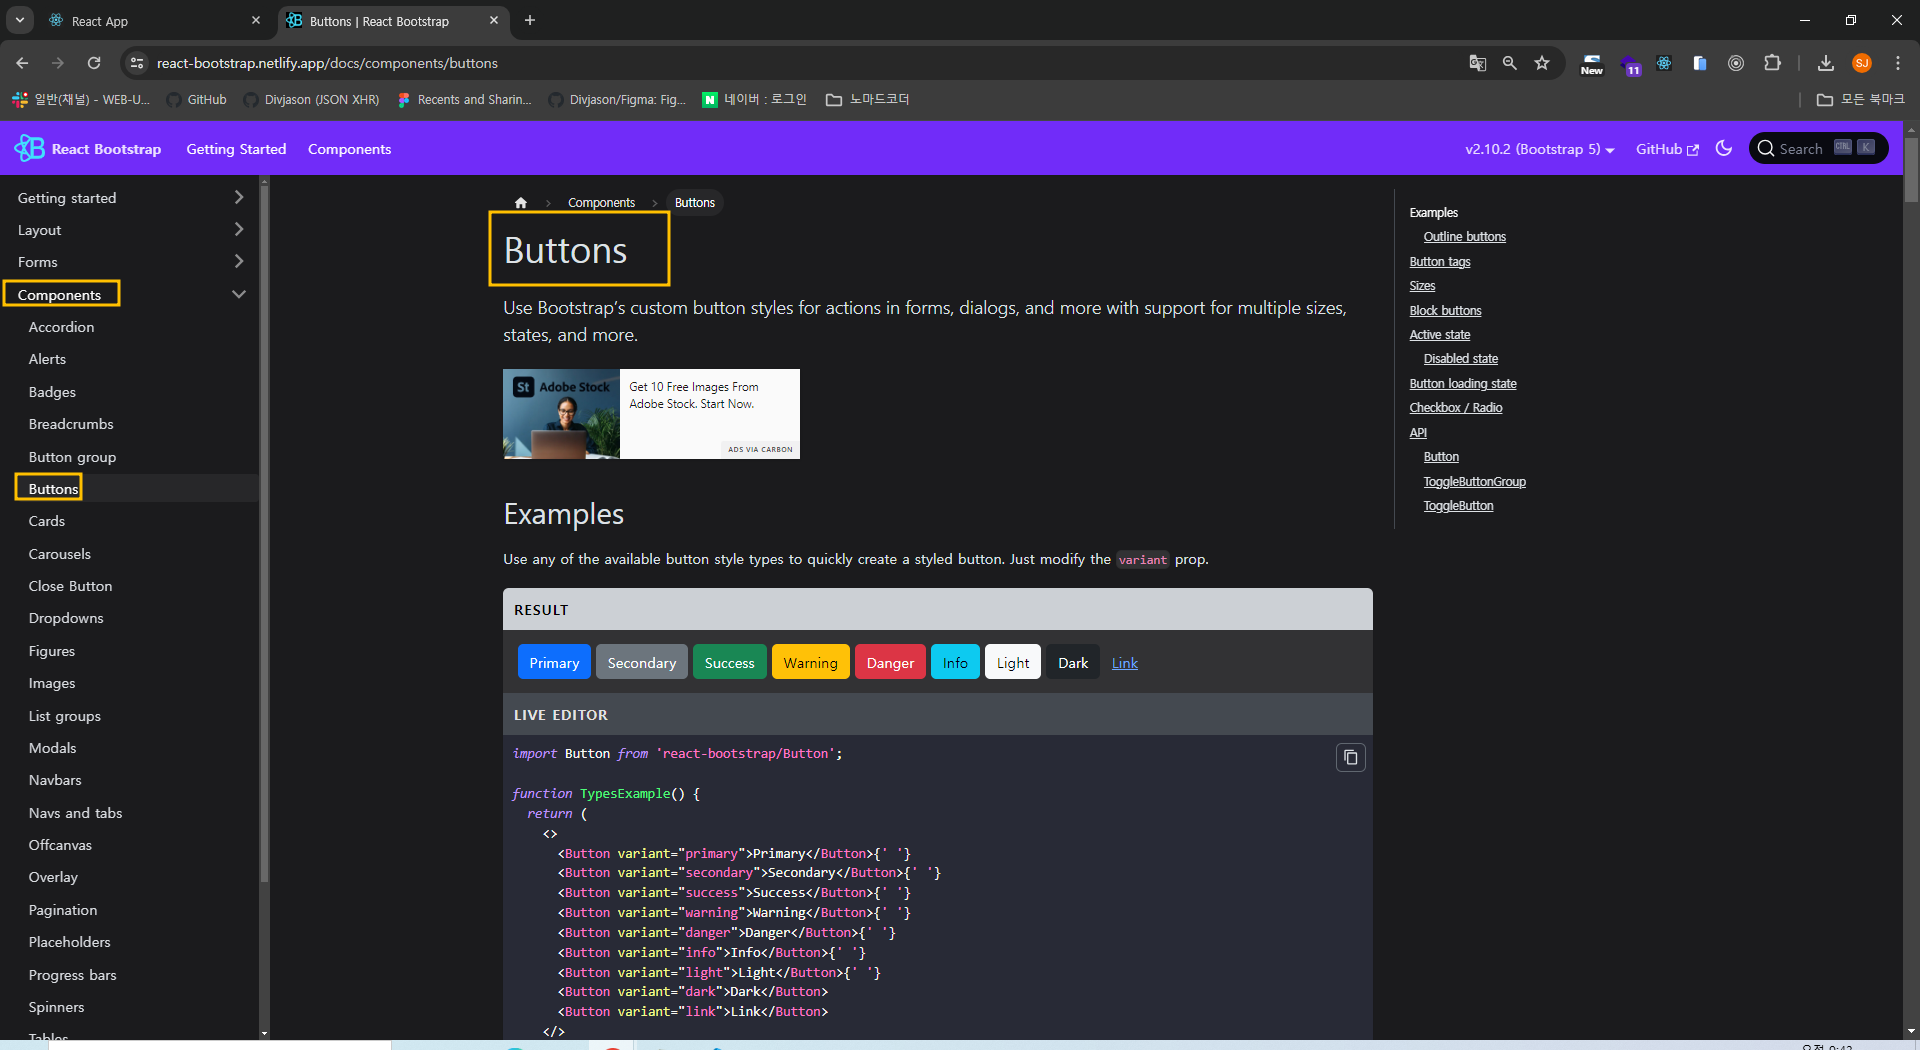 React App
Buttons | React Bootstrap
react-bootstrap.netlify.app/docs/components/buttons
New
11
SJ
일반(채널) - WEB-U...
GitHub
Divjason (JSON XHR)
Recents and Sharin...
Divjason/Figma: Fig...
N 네이버 : 로그인
노마드코더
모든 북마크
React Bootstrap
Getting Started
Components
v2.10.2 (Bootstrap 5)
GitHub
Search CTRL K
Getting started
Layout
Forms
Components
Accordion
Alerts
Badges
Breadcrumbs
Button group
Buttons
Cards
Carousels
Close Button
Dropdowns
Figures
Images
List groups
Modals
Navbars
Navs and tabs
Offcanvas
Overlay
Pagination
Placeholders
Progress bars
Spinners
Tables
Components
Buttons
Buttons
Use Bootstrap's custom button styles for actions in forms, dialogs, and more with support for multiple sizes,
states, and more.
St Adobe Stock
Get 10 Free Images From
Adobe Stock. Start Now.
ADS VIA CARBON
Examples
Use any of the available button style types to quickly create a styled button. Just modify the variant prop.
RESULT
Primary Secondary Success Warning Danger Info Light Dark Link
LIVE EDITOR
import Button from 'react-bootstrap/Button';
function TypesExample() {
return (
<>
<Button variant="primary">Primary</Button>{' '}
<Button variant="secondary">Secondary</Button>{' '}
<Button variant="success">Success</Button>{' '}
<Button variant="warning">Warning</Button>{' '}
<Button variant="danger">Danger</Button>{' '}
<Button variant="info">Info</Button>{' '}
<Button variant="light">Light</Button>{' '}
<Button variant="dark">Dark</Button>
<Button variant="link">Link</Button>
</>
Examples
Outline buttons
Button tags
Sizes
Block buttons
Active state
Disabled state
Button loading state
Checkbox / Radio
API
Button
ToggleButtonGroup
ToggleButton